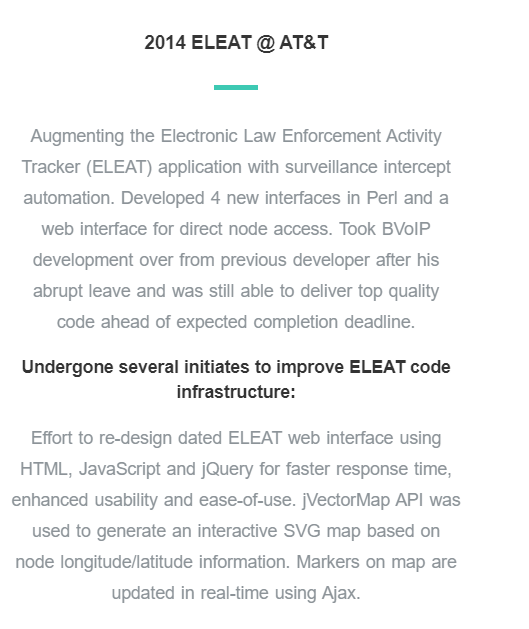 2014 ELEAT @ AT&T
Augmenting the Electronic Law Enforcement Activity
Tracker (ELEAT) application with surveillance intercept
automation. Developed 4 new interfaces in Perl and a
web interface for direct node access. Took BVoIP
development over from previous developer after his
abrupt leave and was still able to deliver top quality
code ahead of expected completion deadline.
Undergone several initiates to improve ELEAT code
infrastructure:
Effort to re-design dated ELEAT web interface using
HTML, JavaScript and jQuery for faster response time,
enhanced usability and ease-of-use. jVectorMap API was
used to generate an interactive SVG map based on
node longitude/latitude information. Markers on map are
updated in real-time using Ajax.